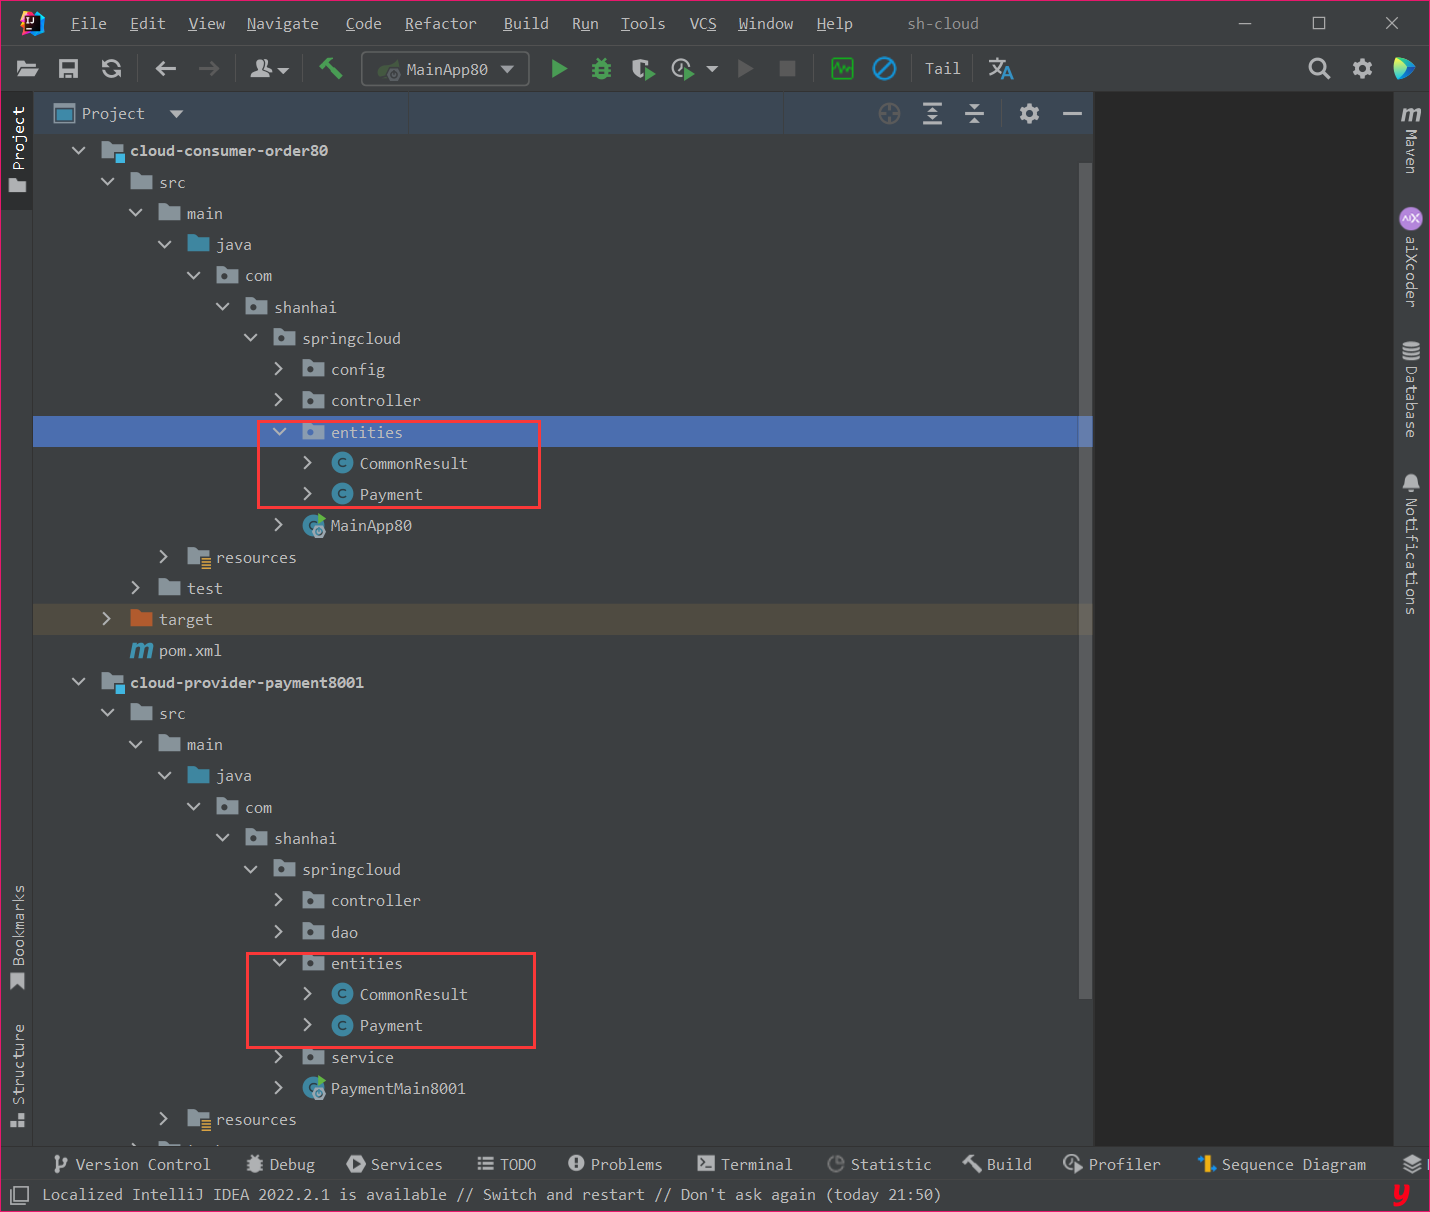 File Edit View Navigate Code Refactor Build Run Tools VCS Window Help sh-cloud
MainApp80 Tail
Project
Project
cloud-consumer-order80
src
main
java
com
shanhai
springcloud
config
controller
entities
CommonResult
Payment
MainApp80
resources
test
target
pom.xml
cloud-provider-payment8001
src
main
java
com
shanhai
springcloud
controller
dao
entities
CommonResult
Payment
service
PaymentMain8001
resources
Bookmarks
Structure
Maven
aiXcoder
Database
Notifications
Version Control Debug Services TODO Problems Terminal Statistic Build Profiler Sequence Diagram
Localized IntelliJ IDEA 2022.2.1 is available // Switch and restart // Don't ask again (today 21:50)